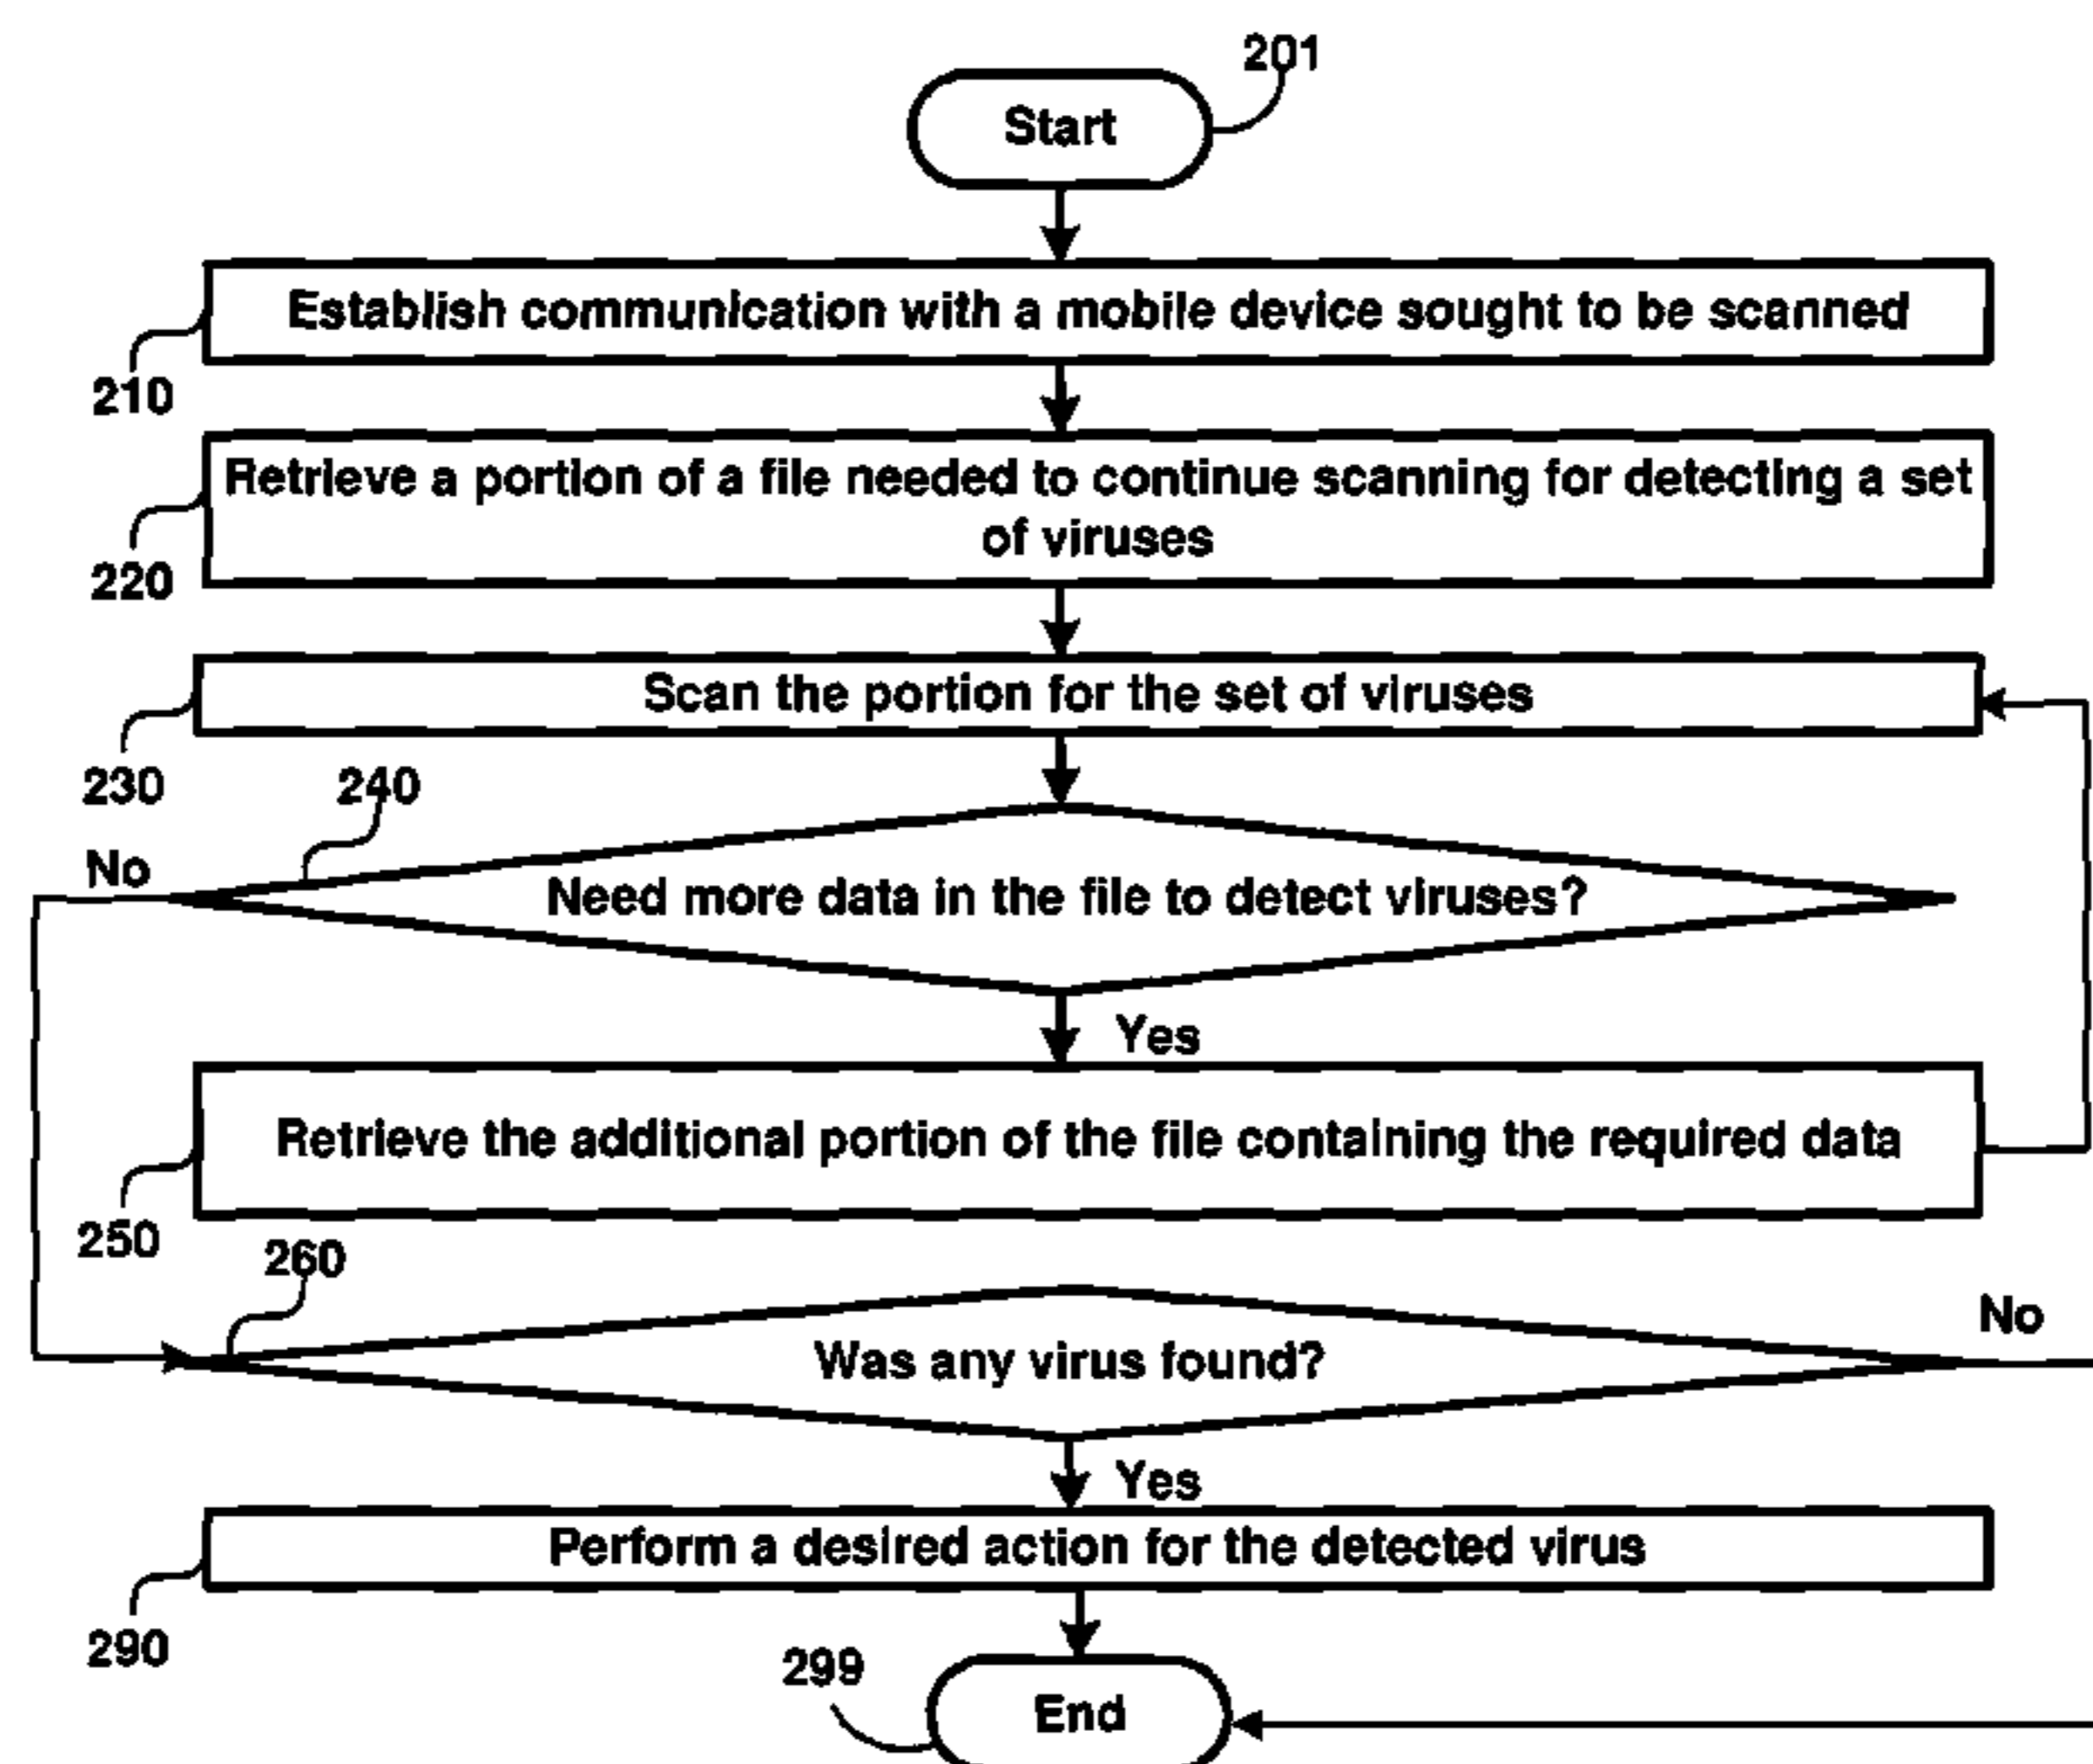 201
Start
Establish communication with a mobile device sought to be scanned
210
Retrieve a portion of a file needed to continue scanning for detecting a set
of viruses
220
Scan the portion for the set of viruses
230
240
No
Need more data in the file to detect viruses?
Yes
Retrieve the additional portion of the file containing the required data
250
260
No
Was any virus found?
Yes
Perform a desired action for the detected virus
290
299
End